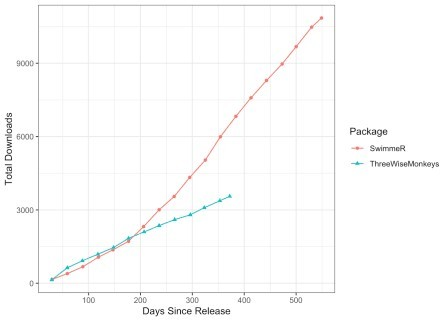 9000
6000
3000
0
Total Downloads
100
200
300
400
500
Days Since Release
Package
SwimmeR
ThreeWiseMonkeys